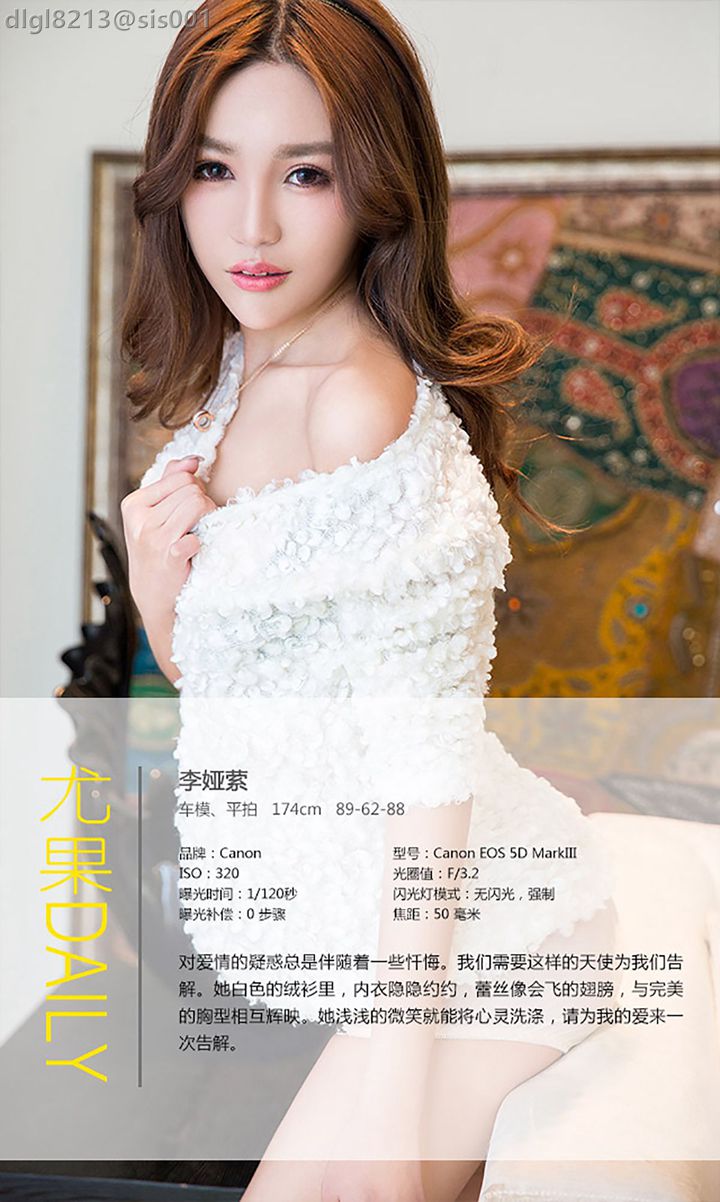 dlgl8213@sis001
尤果DAILY
李娅萦
车模、平拍 174cm 89-62-88
品牌：Canon 型号：Canon EOS 5D MarkIII
ISO：320 光圈值：F/3.2
曝光时间：1/120秒 闪光灯模式：无闪光，强制
曝光补偿：0 步骤 焦距：50 毫米
对爱情的疑惑总是伴随着一些忏悔。我们需要这样的天使为我们告
解。她白色的绒衫里，内衣隐隐约约，蕾丝像会飞的翅膀，与完美
的胸型相互辉映。她浅浅的微笑就能将心灵洗涤，请为我的爱来一
次告解。